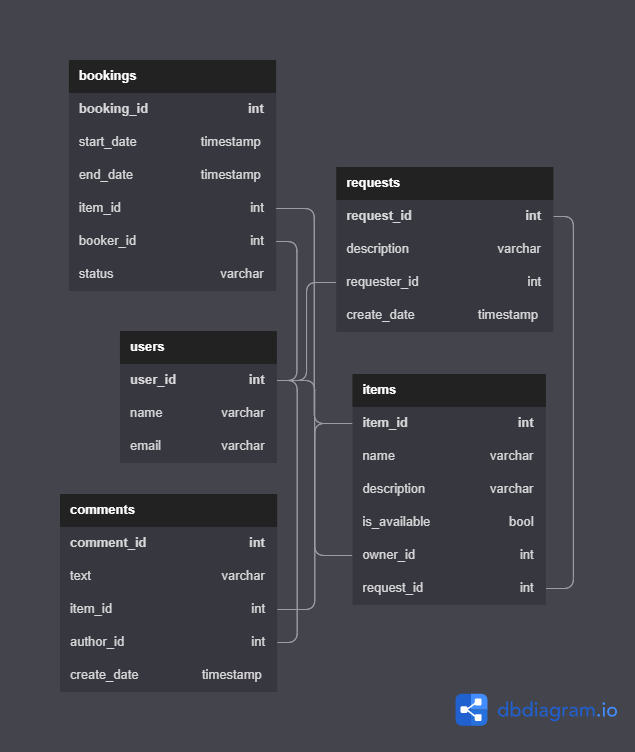 bookings
booking_id int
start_date timestamp
end_date timestamp
item_id int
booker_id int
status varchar
requests
request_id int
description varchar
requester_id int
create_date timestamp
users
user_id int
name varchar
email varchar
items
item_id int
name varchar
description varchar
is_available bool
owner_id int
request_id int
comments
comment_id int
text varchar
item_id int
author_id int
create_date timestamp
dbdiagram.io